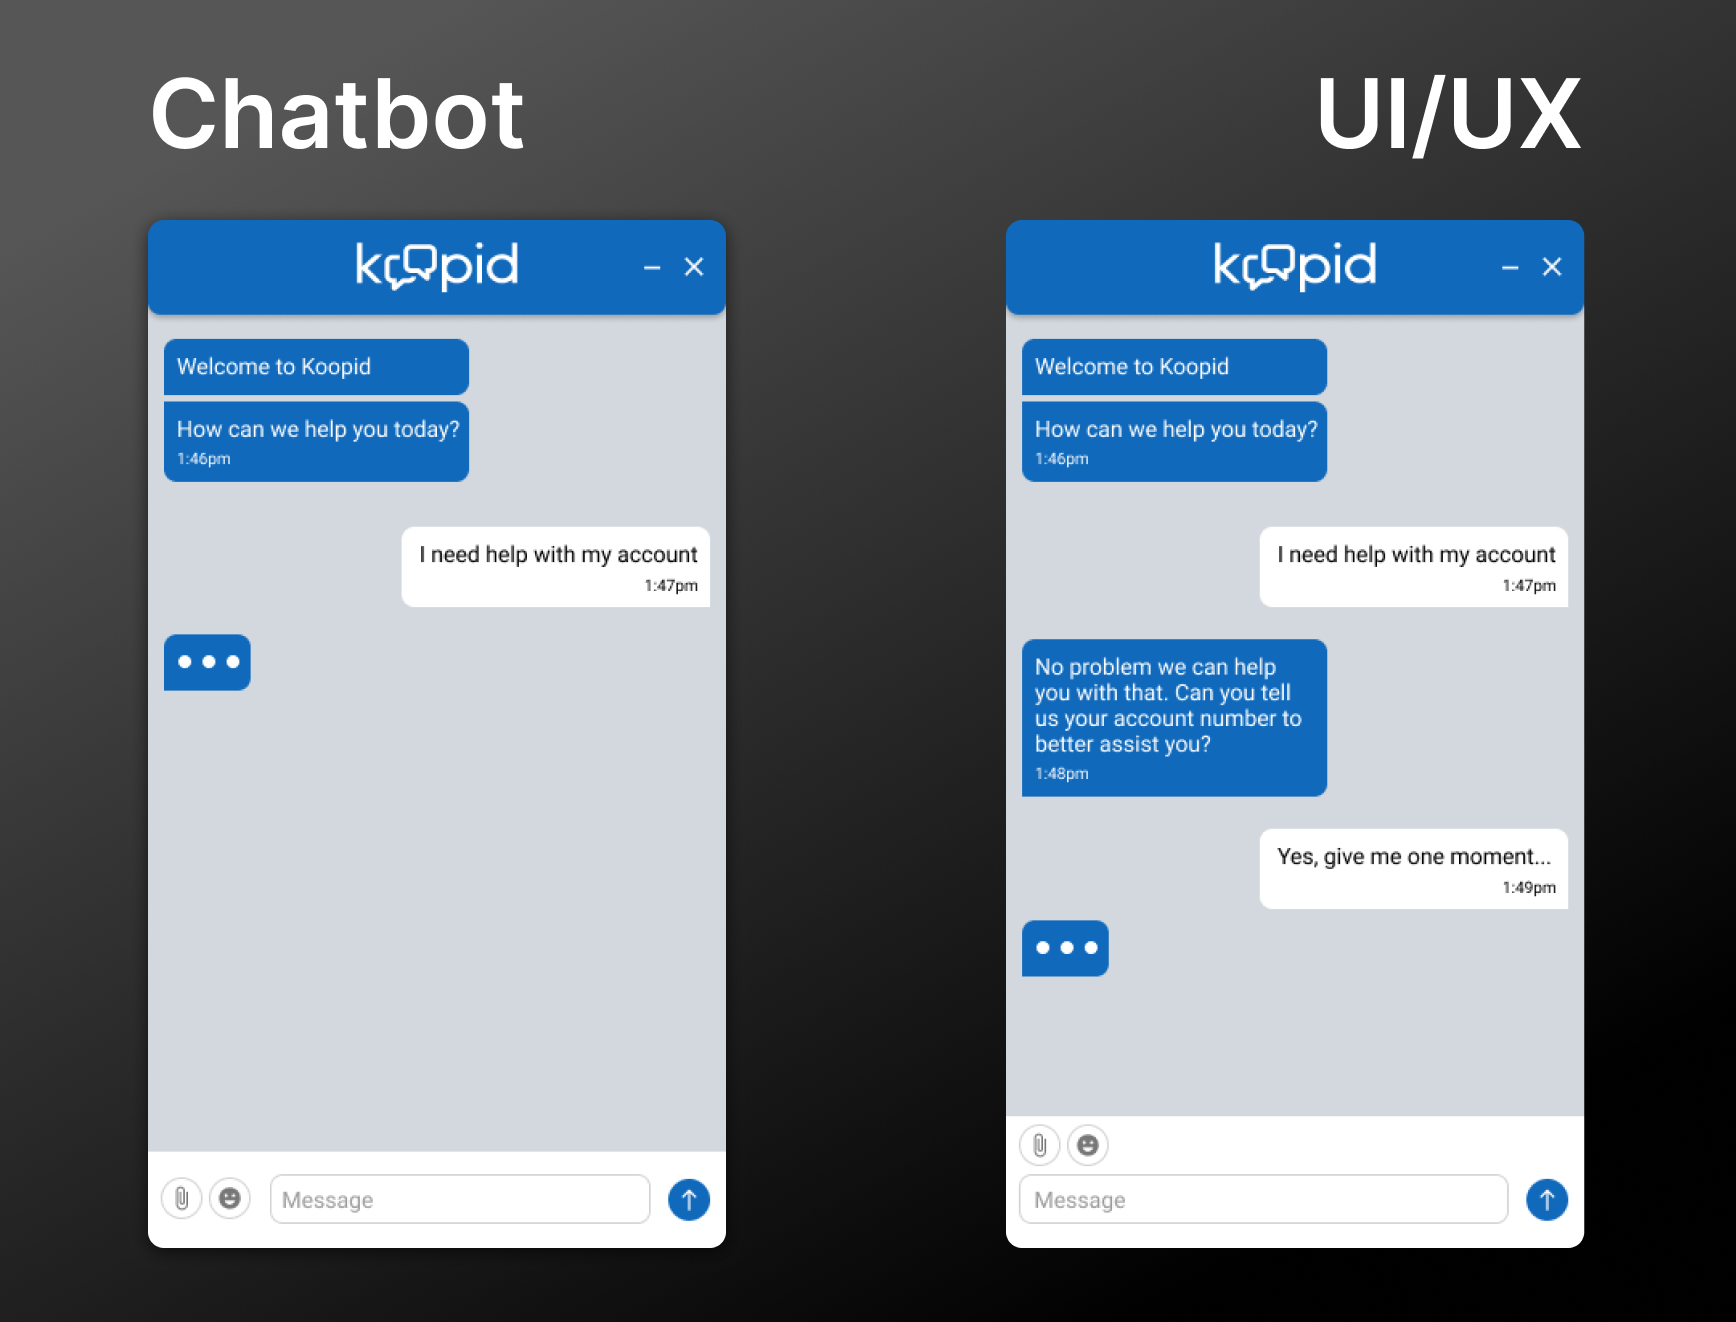 Chatbot
UI/UX
koopid
Welcome to Koopid
How can we help you today?
1:46pm
I need help with my account
1:47pm
Message
koopid
Welcome to Koopid
How can we help you today?
1:46pm
I need help with my account
1:47pm
No problem we can help
you with that. Can you tell
us your account number to
better assist you?
1:48pm
Yes, give me one moment...
1:49pm
Message